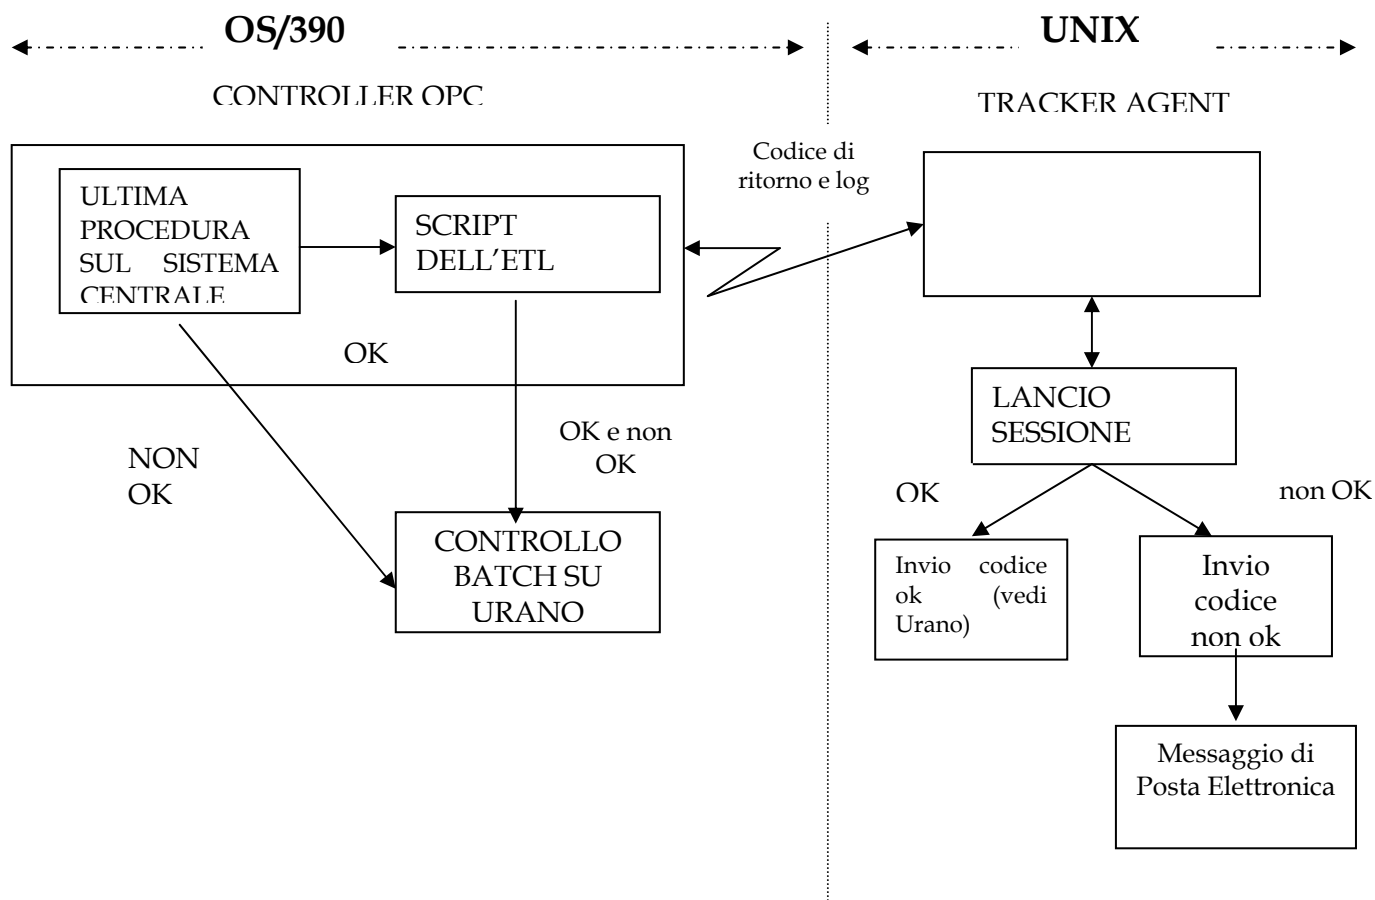 OS/390
UNIX
CONTROLLER OPC
TRACKER AGENT
Codice di
ritorno e log
ULTIMA
PROCEDURA
SUL SISTEMA
CENTRALE
SCRIPT
DELL'ETL
OK
LANCIO
SESSIONE
NON
OK
OK e non
OK
OK
non OK
CONTROLLO
BATCH SU
URANO
Invio codice
ok (vedi
Urano)
Invio
codice
non ok
Messaggio di
Posta Elettronica